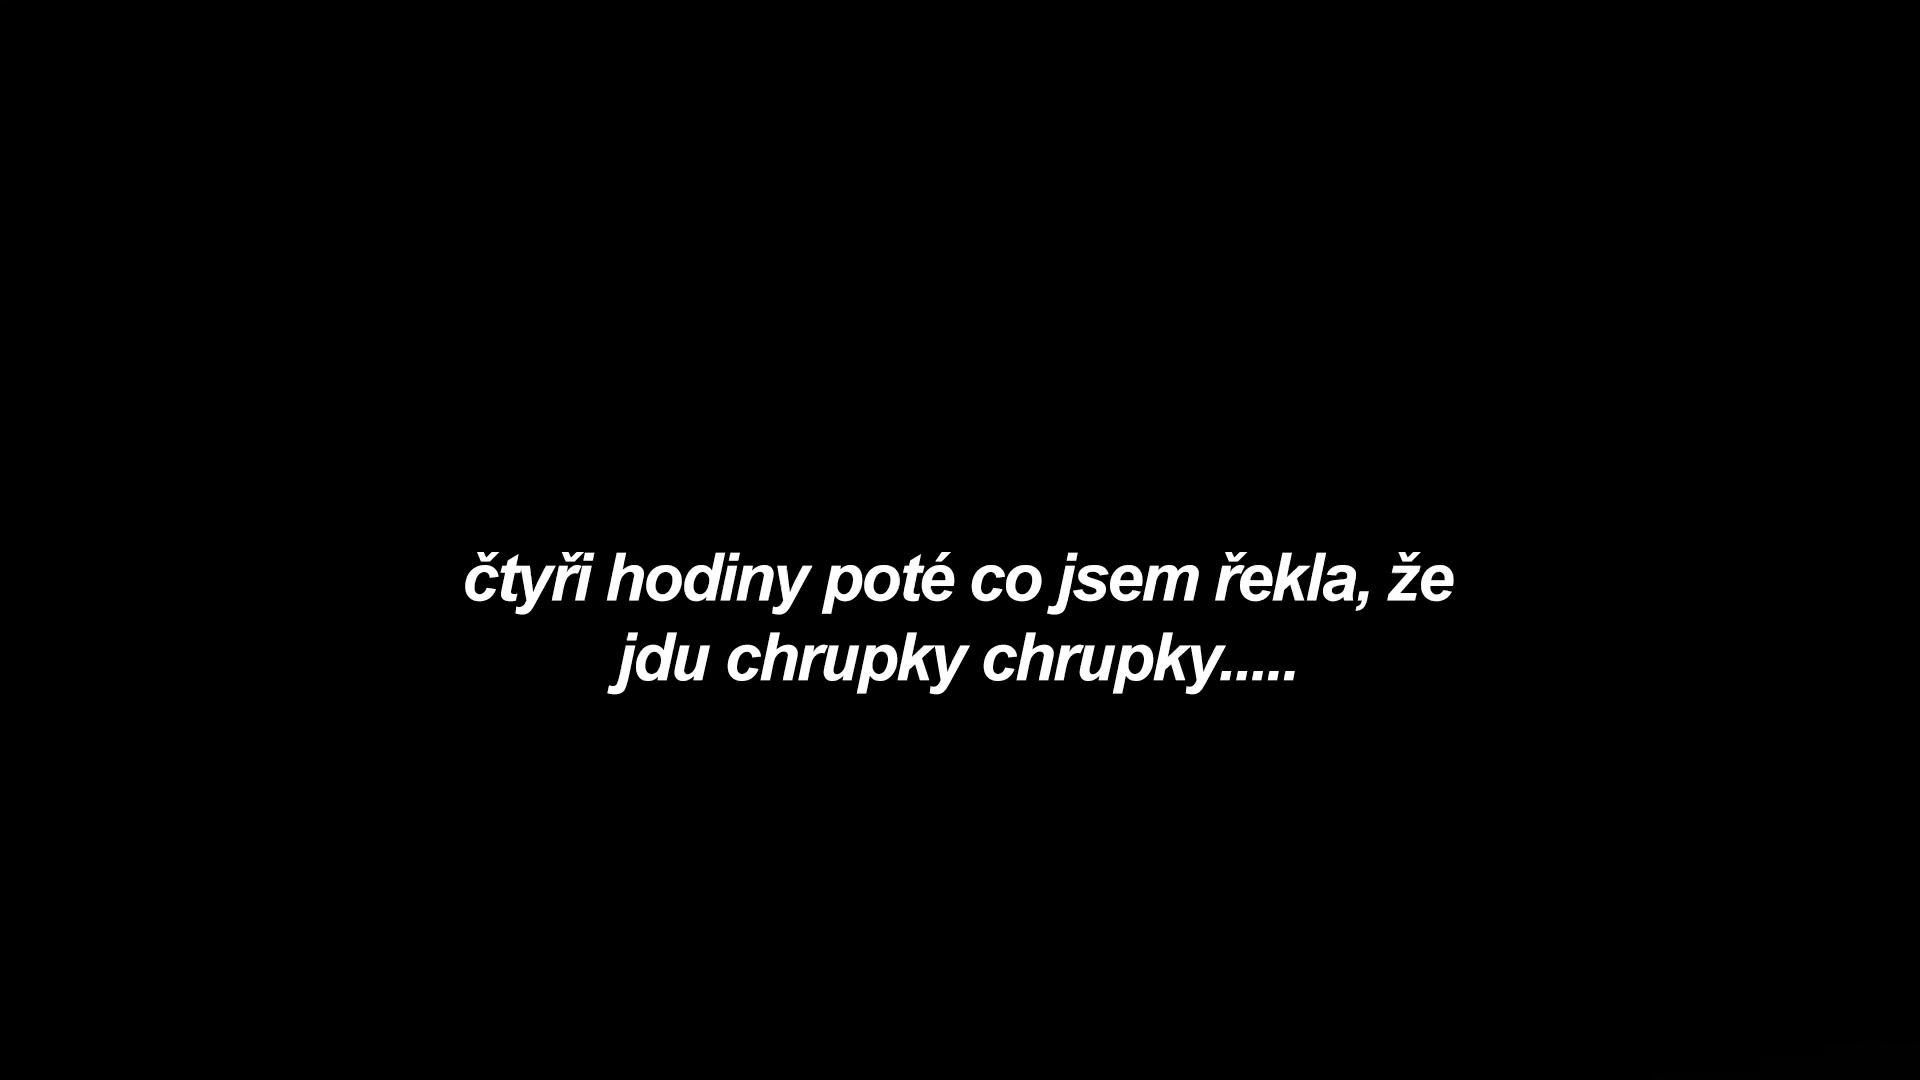 čtyři hodiny poté co jsem řekla, že
jdu chrupky chrupky.....